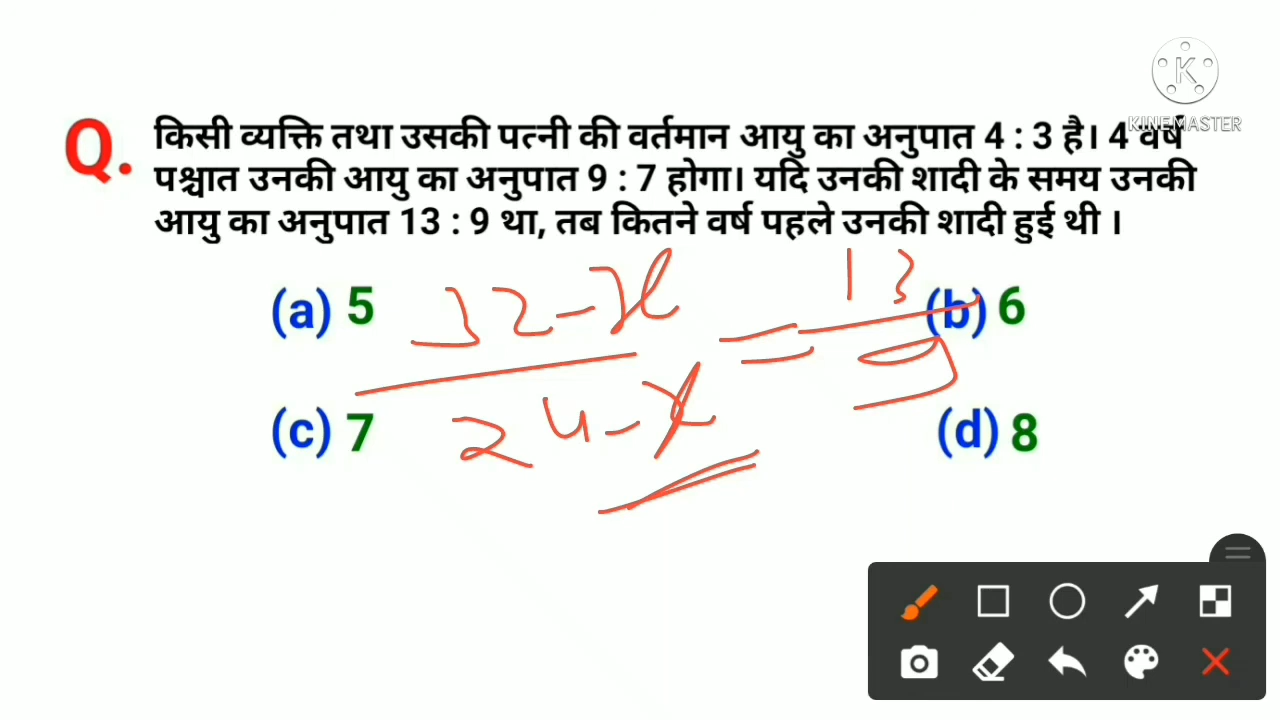 K
KINEMASTER
Q. किसी व्यक्ति तथा उसकी पत्नी की वर्तमान आयु का अनुपात 4 : 3 है। 4 वर्ष
पश्चात उनकी आयु का अनुपात 9 : 7 होगा। यदि उनकी शादी के समय उनकी
आयु का अनुपात 13 : 9 था, तब कितने वर्ष पहले उनकी शादी हुई थी ।
(a) 5 (b) 6
32-x = 13
24-x 9
(c) 7 (d) 8